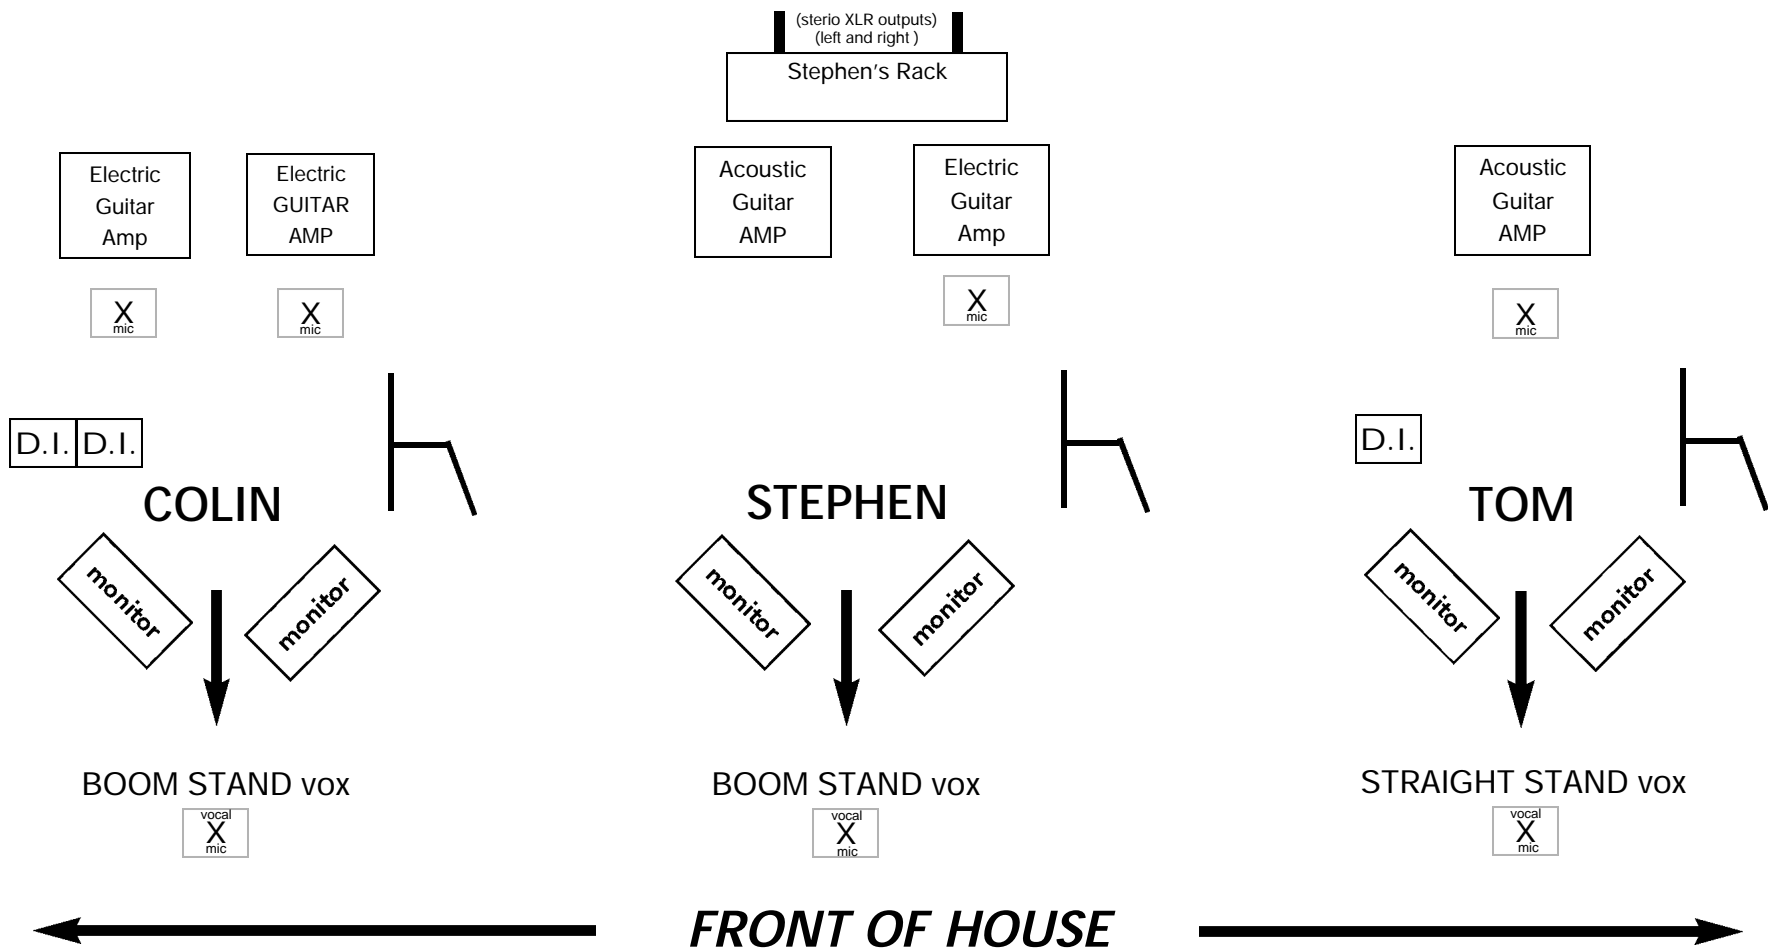 (sterio XLR outputs)
(left and right )
Stephen's Rack
Electric
Guitar
Amp
Electric
GUITAR
AMP
Acoustic
Guitar
AMP
Electric
Guitar
Amp
Acoustic
Guitar
AMP
X
mic
X
mic
X
mic
X
mic
D.I. D.I.
D.I.
COLIN
STEPHEN
TOM
monitor
monitor
monitor
monitor
monitor
monitor
BOOM STAND vox
vocal
X
mic
BOOM STAND vox
vocal
X
mic
STRAIGHT STAND vox
vocal
X
mic
FRONT OF HOUSE